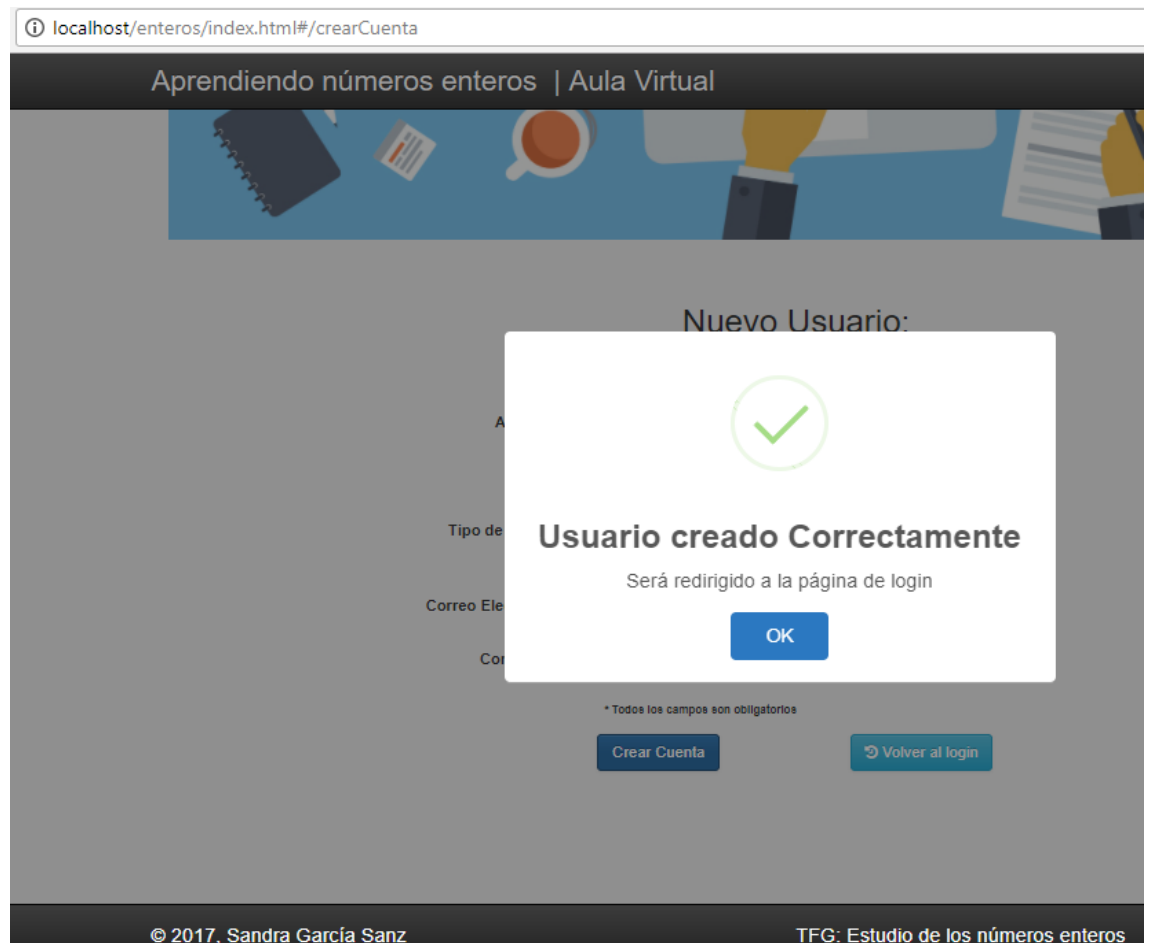 localhost/enteros/index.html#/crearCuenta
Aprendiendo números enteros | Aula Virtual
Nuevo Usuario:
A
Tipo de
Usuario creado Correctamente
Será redirigido a la página de login
Correo Ele
OK
Cor
* Todos los campos son obligatorios
Crear Cuenta Volver al login
© 2017, Sandra García Sanz TFG: Estudio de los números enteros